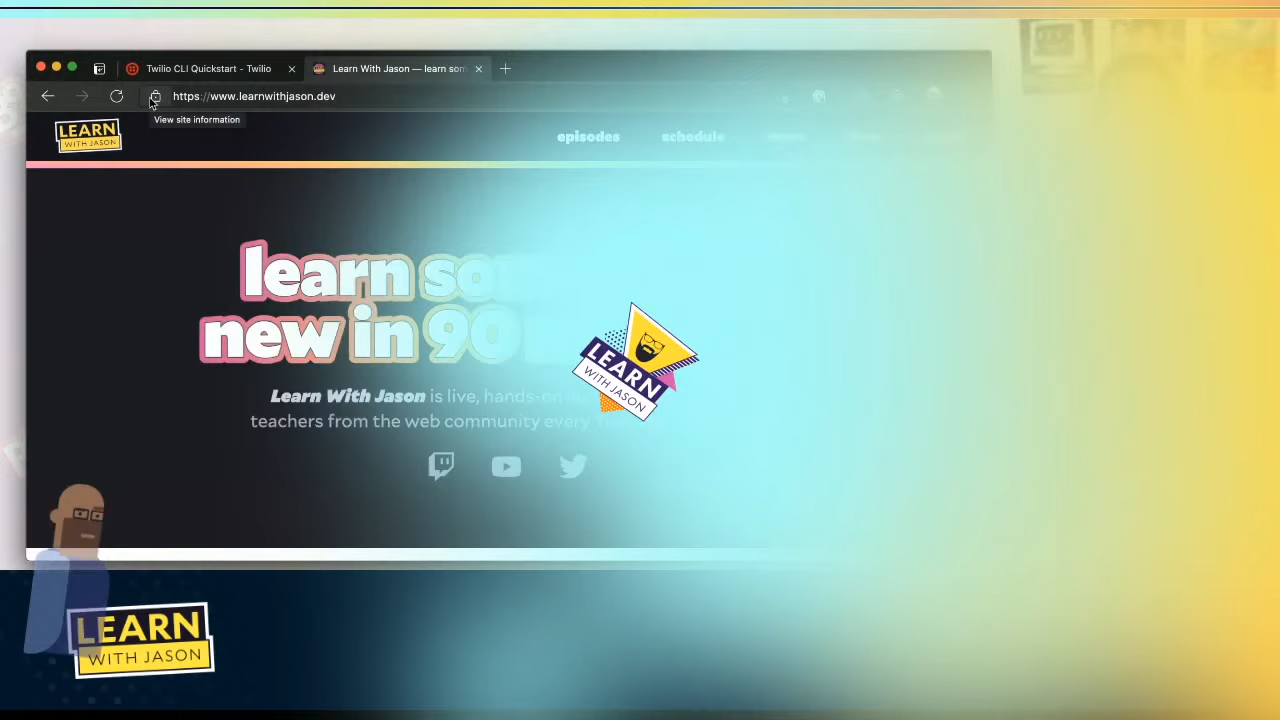 Twilio CLI Quickstart - Twilio
Learn With Jason — learn som
https://www.learnwithjason.dev
View site information
LEARN
WITH JASON
episodes
schedule
learn so
new in 90
Learn With Jason is live, hands-on
teachers from the web community every
LEARN
WITH JASON
LEARN
WITH JASON